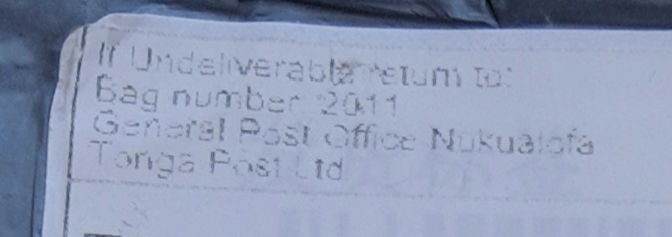 If Undeliverable return to:
Bag number 2011
General Post Office Nukualofa
Tonga Post Ltd